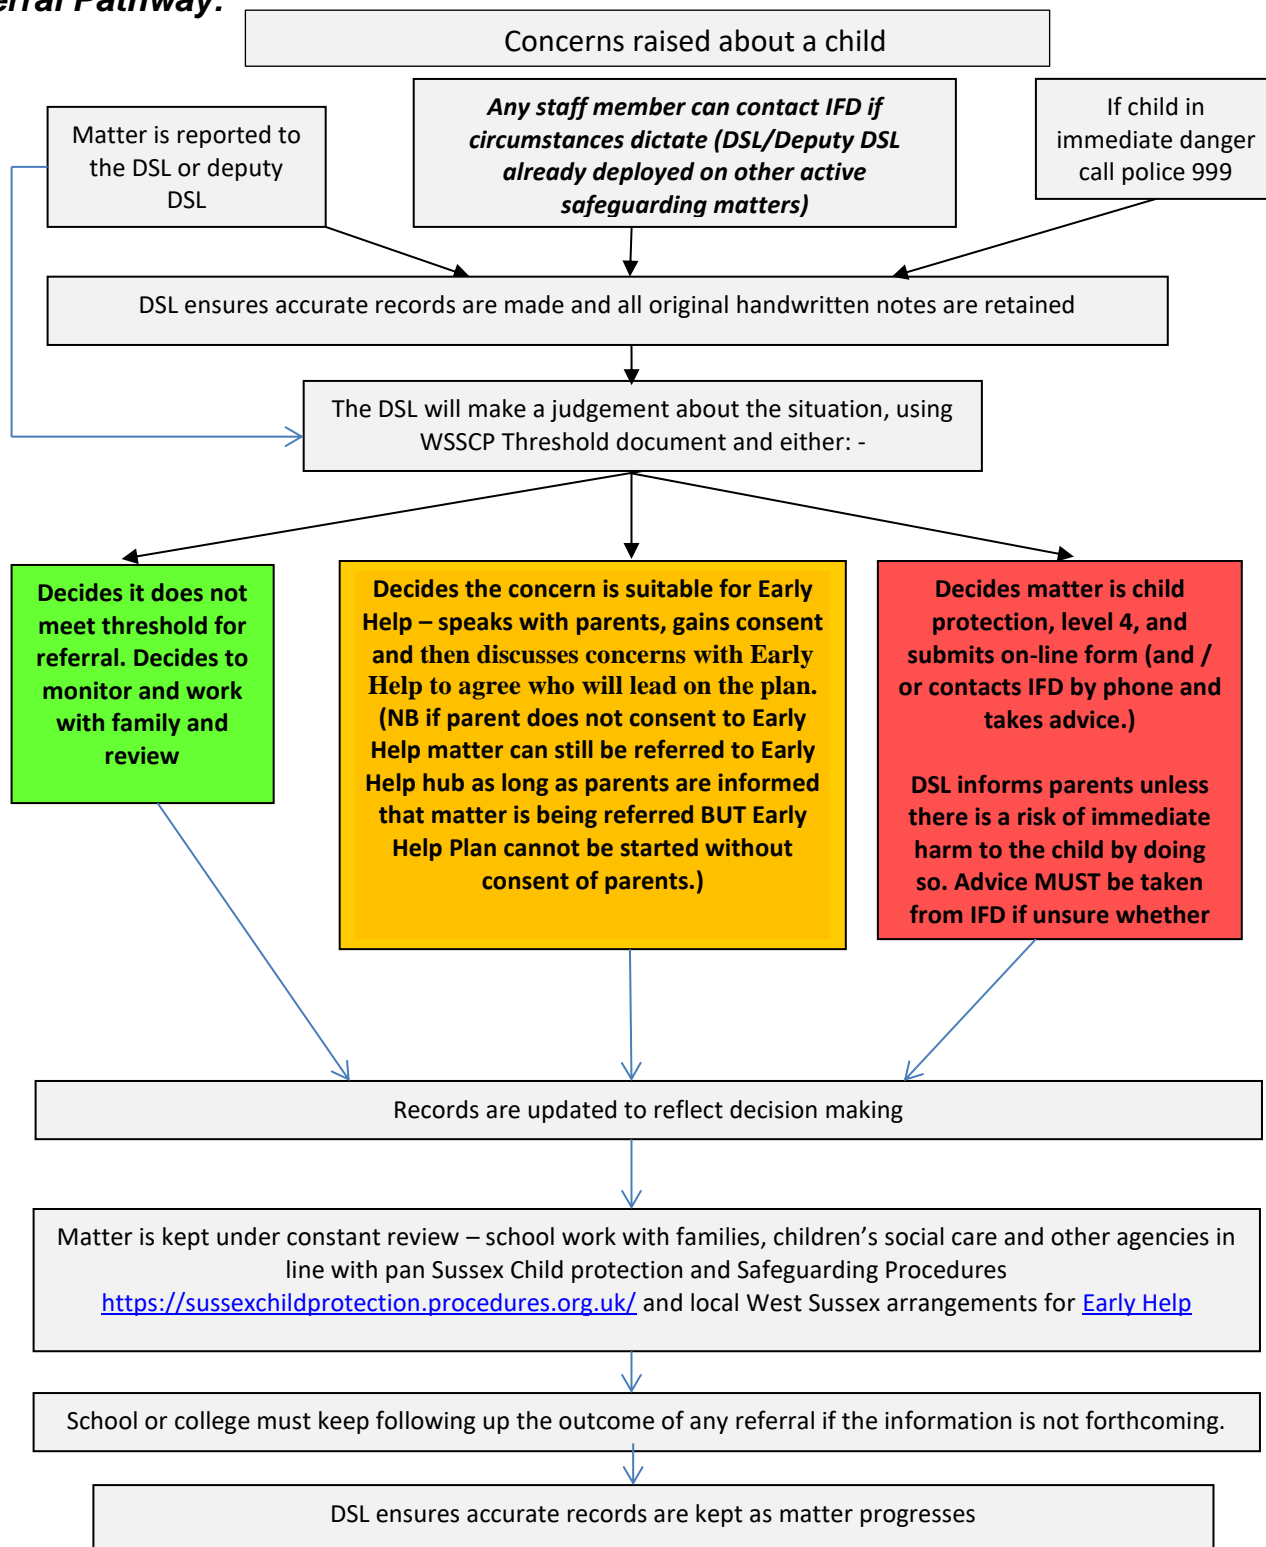 Pathway:
Concerns raised about a child
Matter is reported to
the DSL or deputy
DSL
Any staff member can contact IFD if
circumstances dictate (DSL/Deputy DSL
already deployed on other active
safeguarding matters)
If child in
immediate danger
call police 999
DSL ensures accurate records are made and all original handwritten notes are retained
The DSL will make a judgement about the situation, using
WSSCP Threshold document and either: -
Decides it does not
meet threshold for
referral. Decides to
monitor and work
with family and
review
Decides the concern is suitable for Early
Help – speaks with parents, gains consent
and then discusses concerns with Early
Help to agree who will lead on the plan.
(NB if parent does not consent to Early
Help matter can still be referred to Early
Help hub as long as parents are informed
that matter is being referred BUT Early
Help Plan cannot be started without
consent of parents.)
Decides matter is child
protection, level 4, and
submits on-line form (and /
or contacts IFD by phone and
takes advice.)
DSL informs parents unless
there is a risk of immediate
harm to the child by doing
so. Advice MUST be taken
from IFD if unsure whether
Records are updated to reflect decision making
Matter is kept under constant review – school work with families, children’s social care and other agencies in
line with pan Sussex Child protection and Safeguarding Procedures
https://sussexchildprotection.procedures.org.uk/ and local West Sussex arrangements for Early Help
School or college must keep following up the outcome of any referral if the information is not forthcoming.
DSL ensures accurate records are kept as matter progresses